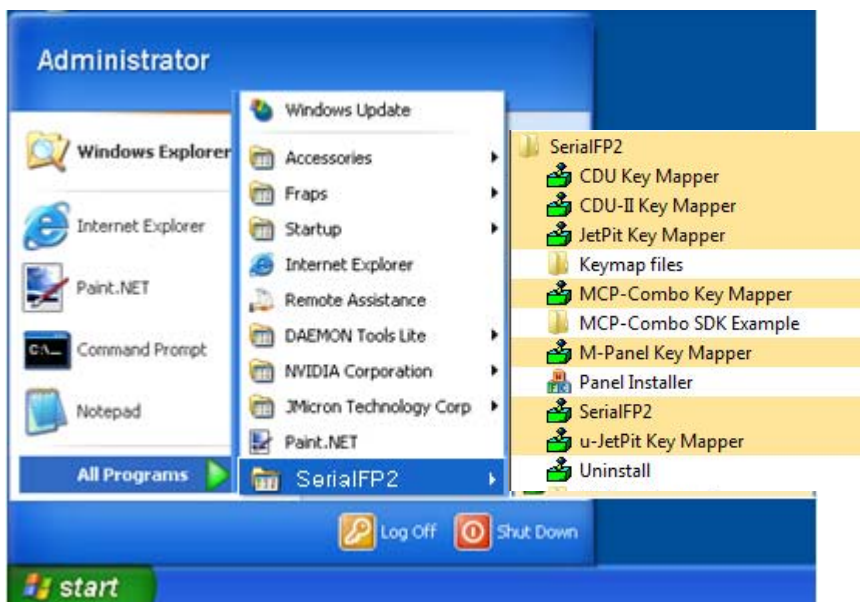 Administrator
Windows Explorer
Internet Explorer
Paint.NET
C:\_
Command Prompt
Notepad
All Programs
Windows Update
Accessories
Fraps
Startup
Internet Explorer
Remote Assistance
DAEMON Tools Lite
NVIDIA Corporation
JMicron Technology Corp
Paint.NET
SerialFP2
SerialFP2
CDU Key Mapper
CDU-II Key Mapper
JetPit Key Mapper
Keymap files
MCP-Combo Key Mapper
MCP-Combo SDK Example
M-Panel Key Mapper
Panel Installer
SerialFP2
u-JetPit Key Mapper
Uninstall
Log Off
Shut Down
start